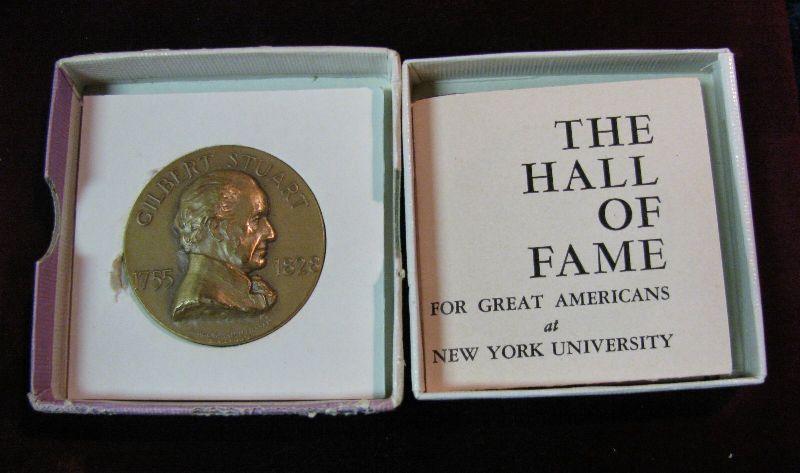 GILBERT STUART
1755 1828
THE
HALL
OF
FAME
FOR GREAT AMERICANS
at
NEW YORK UNIVERSITY